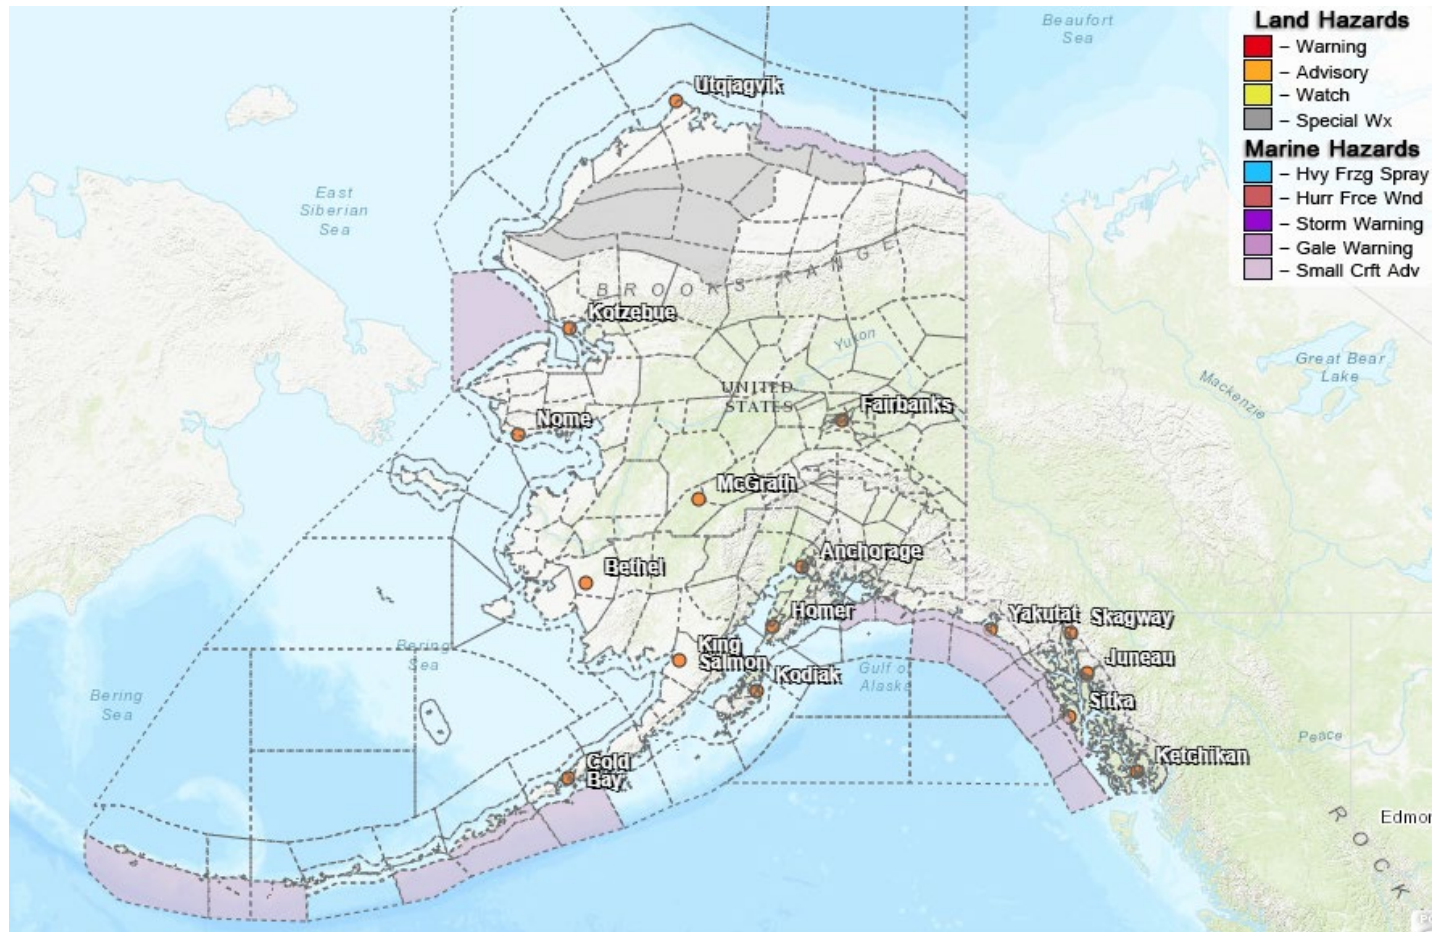 Beaufort
Sea
Land Hazards
– Warning
– Advisory
– Watch
– Special Wx
Marine Hazards
– Hvy Frzg Spray
– Hurr Frce Wnd
– Storm Warning
– Gale Warning
– Small Crft Adv
Utqiagvik
East
Siberian
Sea
BROOKS RANGE
Kotzebue
Yukon
Great Bear
Lake
Mackenzie
UNITED
STATES
Fairbanks
Nome
McGrath
Anchorage
Bethel
Homer
Yakutat
Skagway
King
Salmon
Bering
Sea
Juneau
Kodiak
Gulf of
Alaska
Sitka
Bering
Sea
Peace
Ketchikan
Cold
Bay
Edmon
ROCK